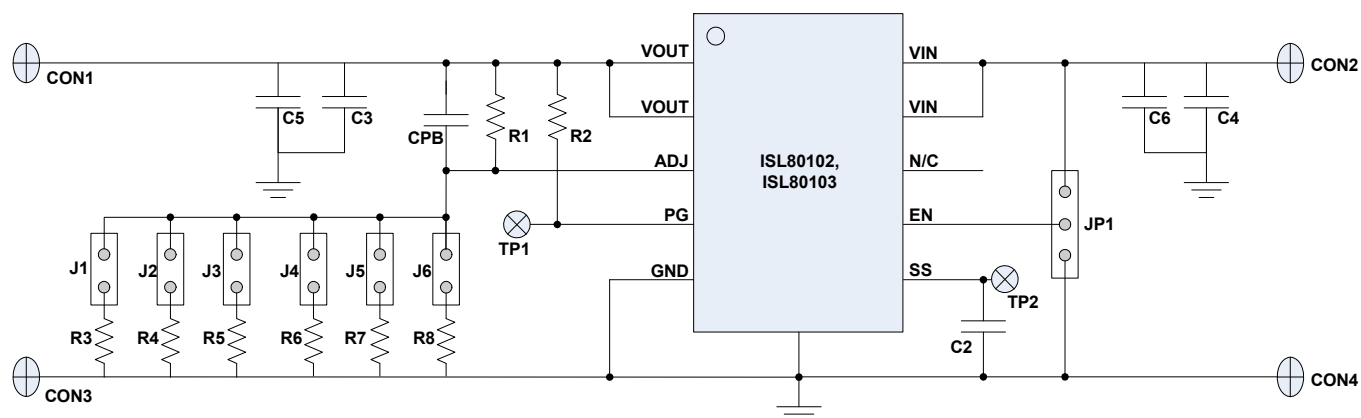 VOUT
VIN
CON1
CON2
VOUT
VIN
C5
C3
CPB
R1
R2
C6
C4
ISL80102,
ISL80103
ADJ
N/C
PG
EN
JP1
TP1
J1
J2
J3
J4
J5
J6
GND
SS
TP2
R3
R4
R5
R6
R7
R8
C2
CON3
CON4